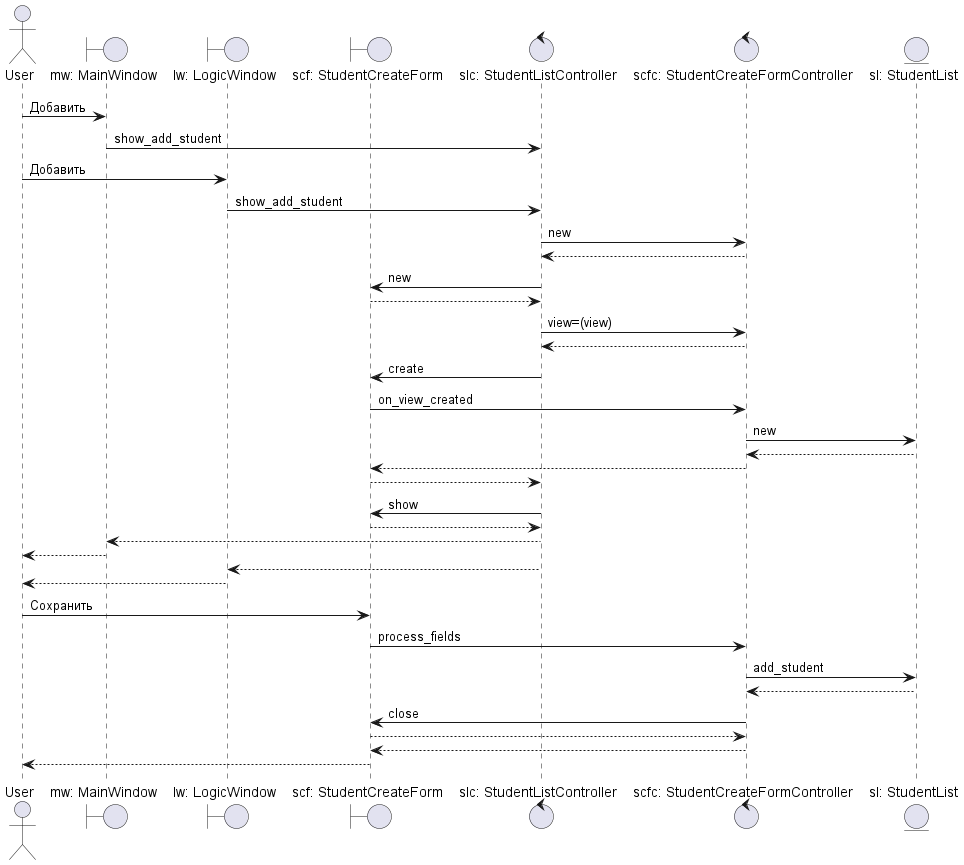 User mw: MainWindow lw: LogicWindow scf: StudentCreateForm slc: StudentListController scfc: StudentCreateFormController sl: StudentList
Добавить
show_add_student
Добавить
show_add_student
new
new
view=(view)
create
on_view_created
new
show
Сохранить
process_fields
add_student
close
User mw: MainWindow lw: LogicWindow scf: StudentCreateForm slc: StudentListController scfc: StudentCreateFormController sl: StudentList